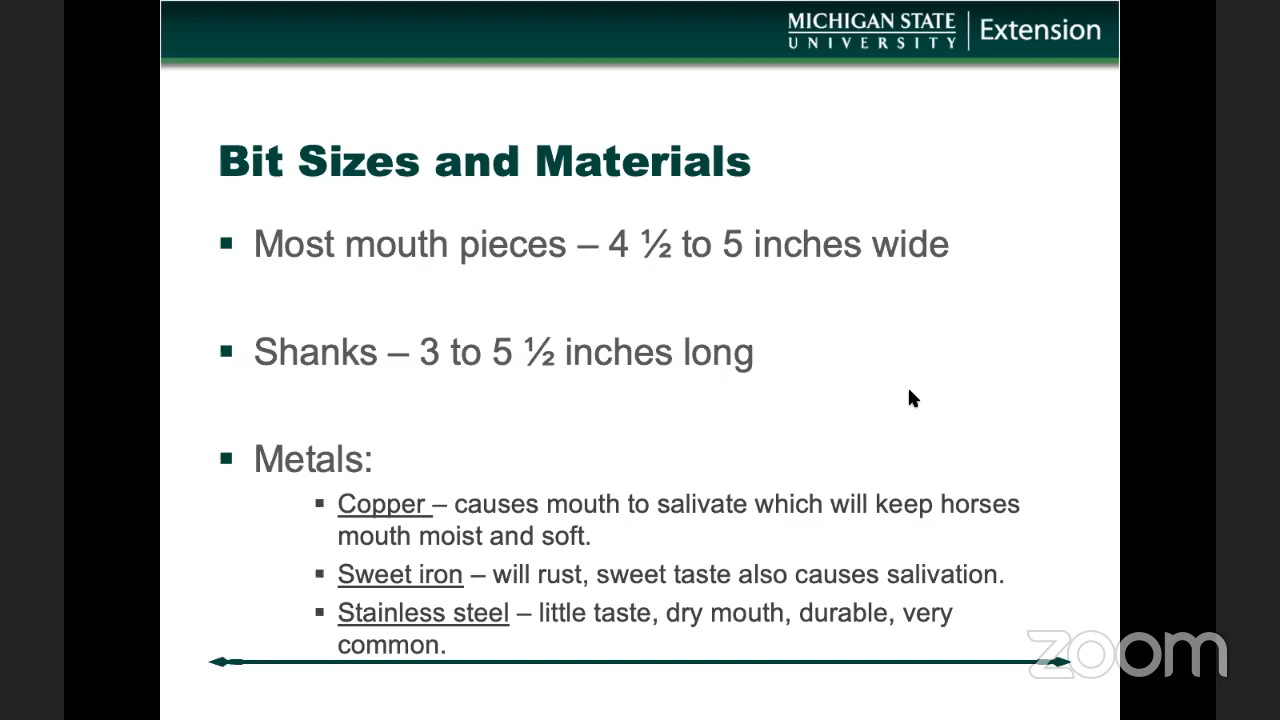 MICHIGAN STATE
UNIVERSITY
Extension
Bit Sizes and Materials
▪ Most mouth pieces – 4 ½ to 5 inches wide
▪ Shanks – 3 to 5 ½ inches long
▪ Metals:
▪ Copper – causes mouth to salivate which will keep horses
mouth moist and soft.
▪ Sweet iron – will rust, sweet taste also causes salivation.
▪ Stainless steel – little taste, dry mouth, durable, very
common.
zoom